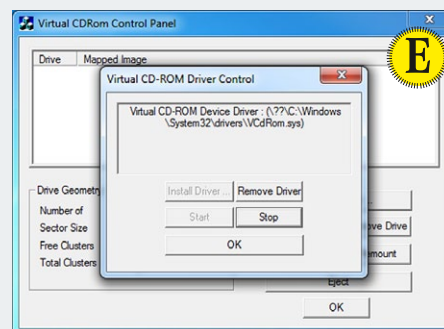 Virtual CDRom Control Panel
E
Drive Mapped Image
Virtual CD-ROM Driver Control
Virtual CD-ROM Device Driver : (\??\C:\Windows
\System32\drivers\VCdRom.sys)
Install Driver... Remove Driver
Start Stop
OK
Drive Geometry
Number of
Sector Size
Free Clusters
Total Clusters
Drive
Eject
OK